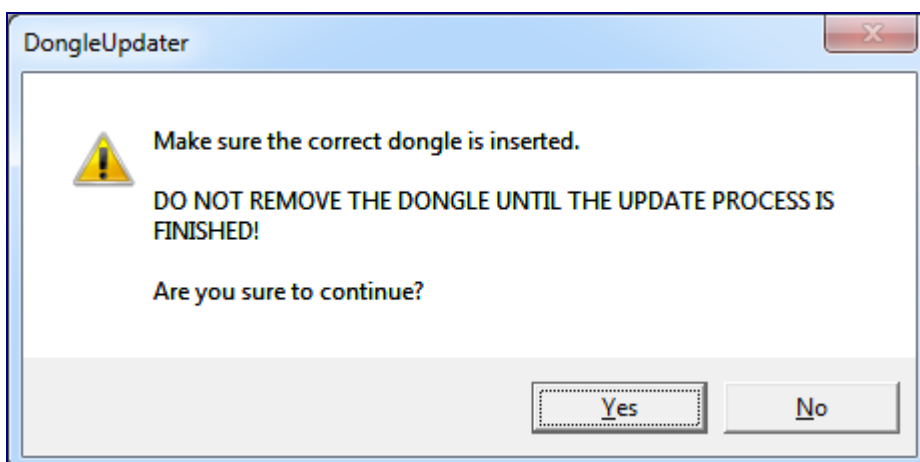 DongleUpdater
Make sure the correct dongle is inserted.
DO NOT REMOVE THE DONGLE UNTIL THE UPDATE PROCESS IS
FINISHED!
Are you sure to continue?
Yes
No